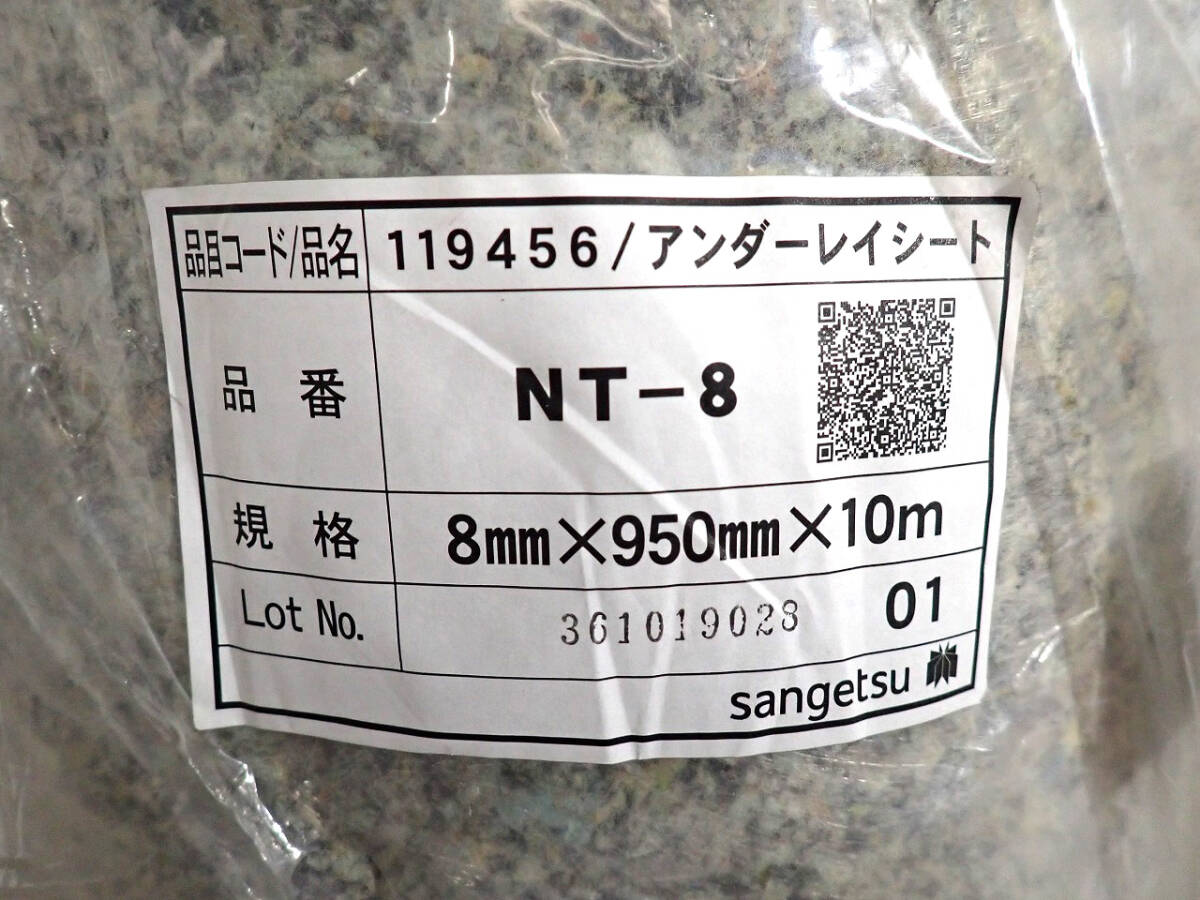 品目コード/品名 119456/アンダーレイシート
品番 NT-8
規格 8mm×950mm×10m
Lot No. 361019028 01
sangetsu